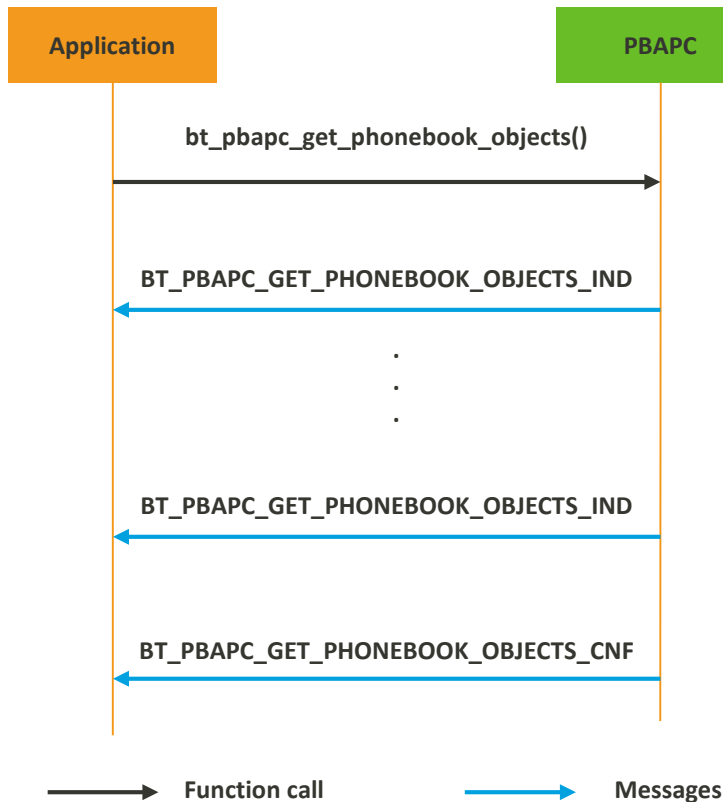 Application
PBAPC
bt_pbapc_get_phonebook_objects()
BT_PBAPC_GET_PHONEBOOK_OBJECTS_IND
.
.
.
BT_PBAPC_GET_PHONEBOOK_OBJECTS_IND
BT_PBAPC_GET_PHONEBOOK_OBJECTS_CNF
Function call
Messages